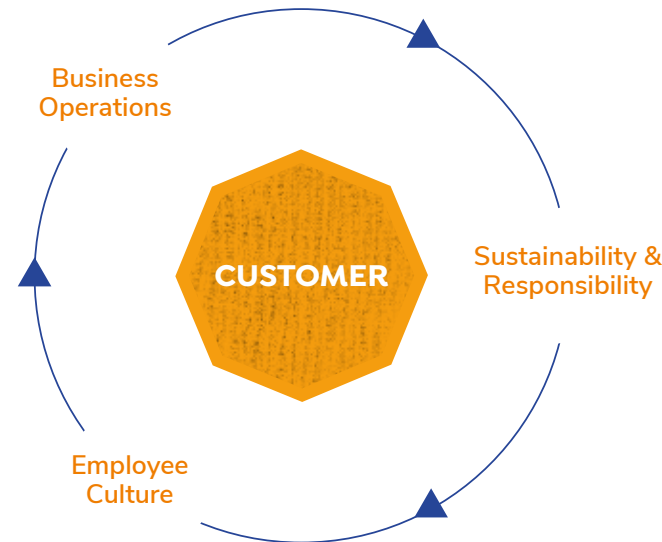 Business
Operations
CUSTOMER
Sustainability &
Responsibility
Employee
Culture